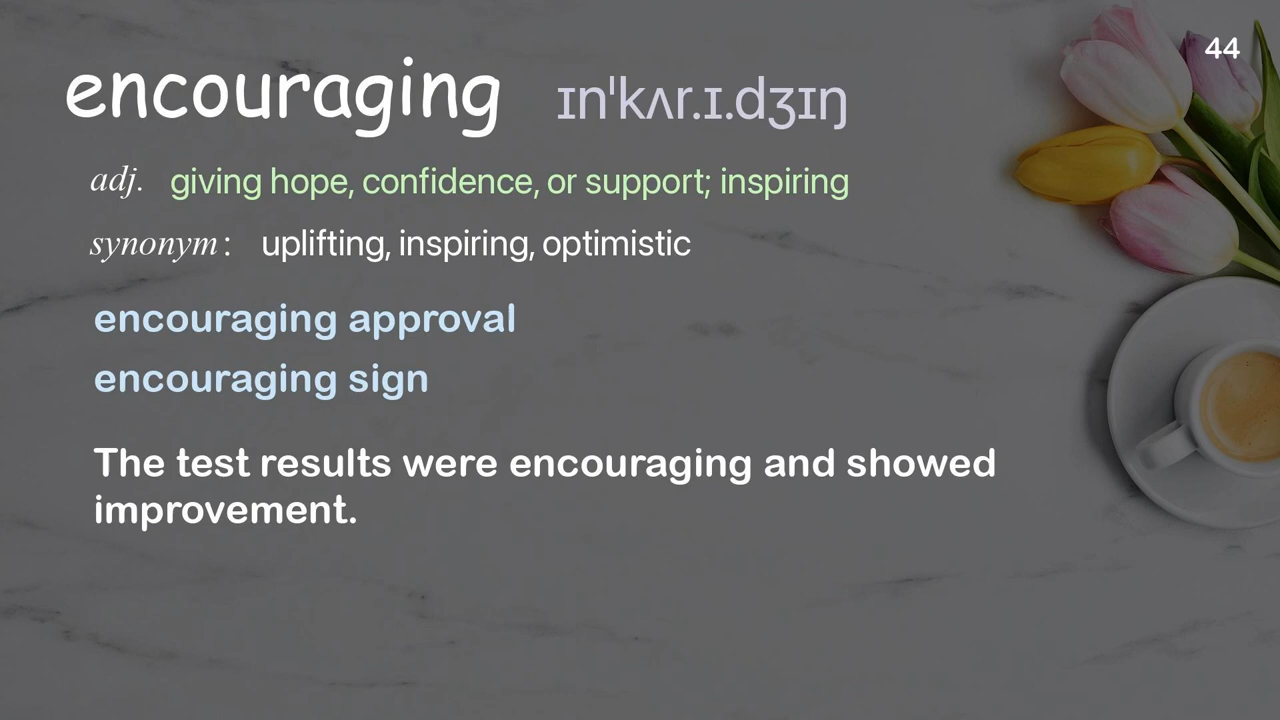 44
encouraging ɪnˈkʌr.ɪ.dʒɪŋ
adj. giving hope, confidence, or support; inspiring
synonym: uplifting, inspiring, optimistic
encouraging approval
encouraging sign
The test results were encouraging and showed
improvement.